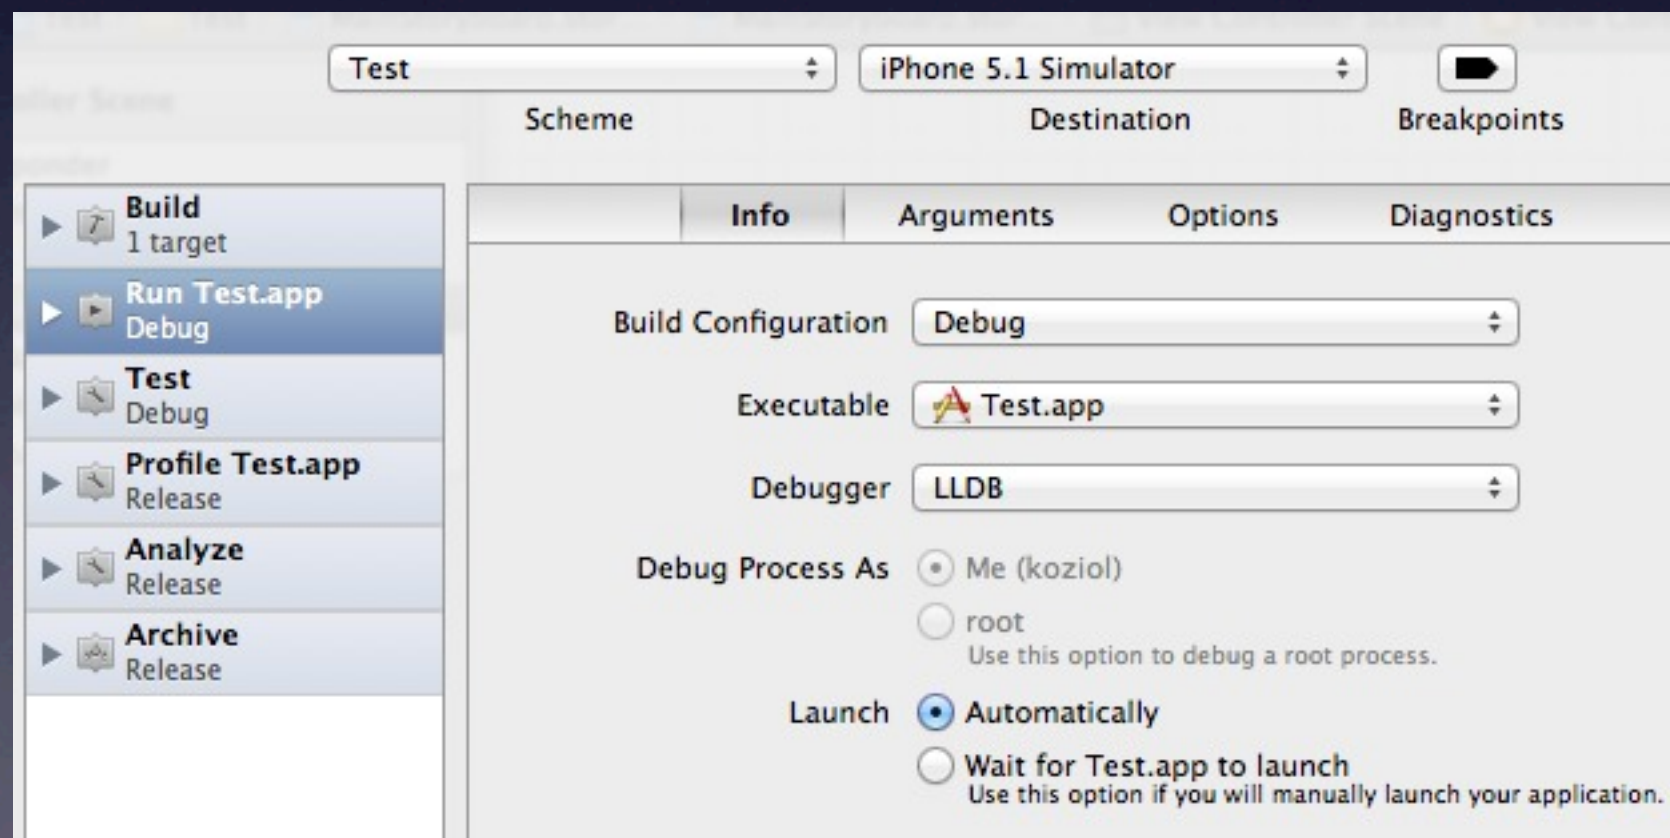 Test
iPhone 5.1 Simulator
Scheme
Destination
Breakpoints
Build
1 target
Run Test.app
Debug
Test
Debug
Profile Test.app
Release
Analyze
Release
Archive
Release
Info Arguments Options Diagnostics
Build Configuration Debug
Executable Test.app
Debugger LLDB
Debug Process As Me (koziol)
root
Use this option to debug a root process.
Launch Automatically
Wait for Test.app to launch
Use this option if you will manually launch your application.